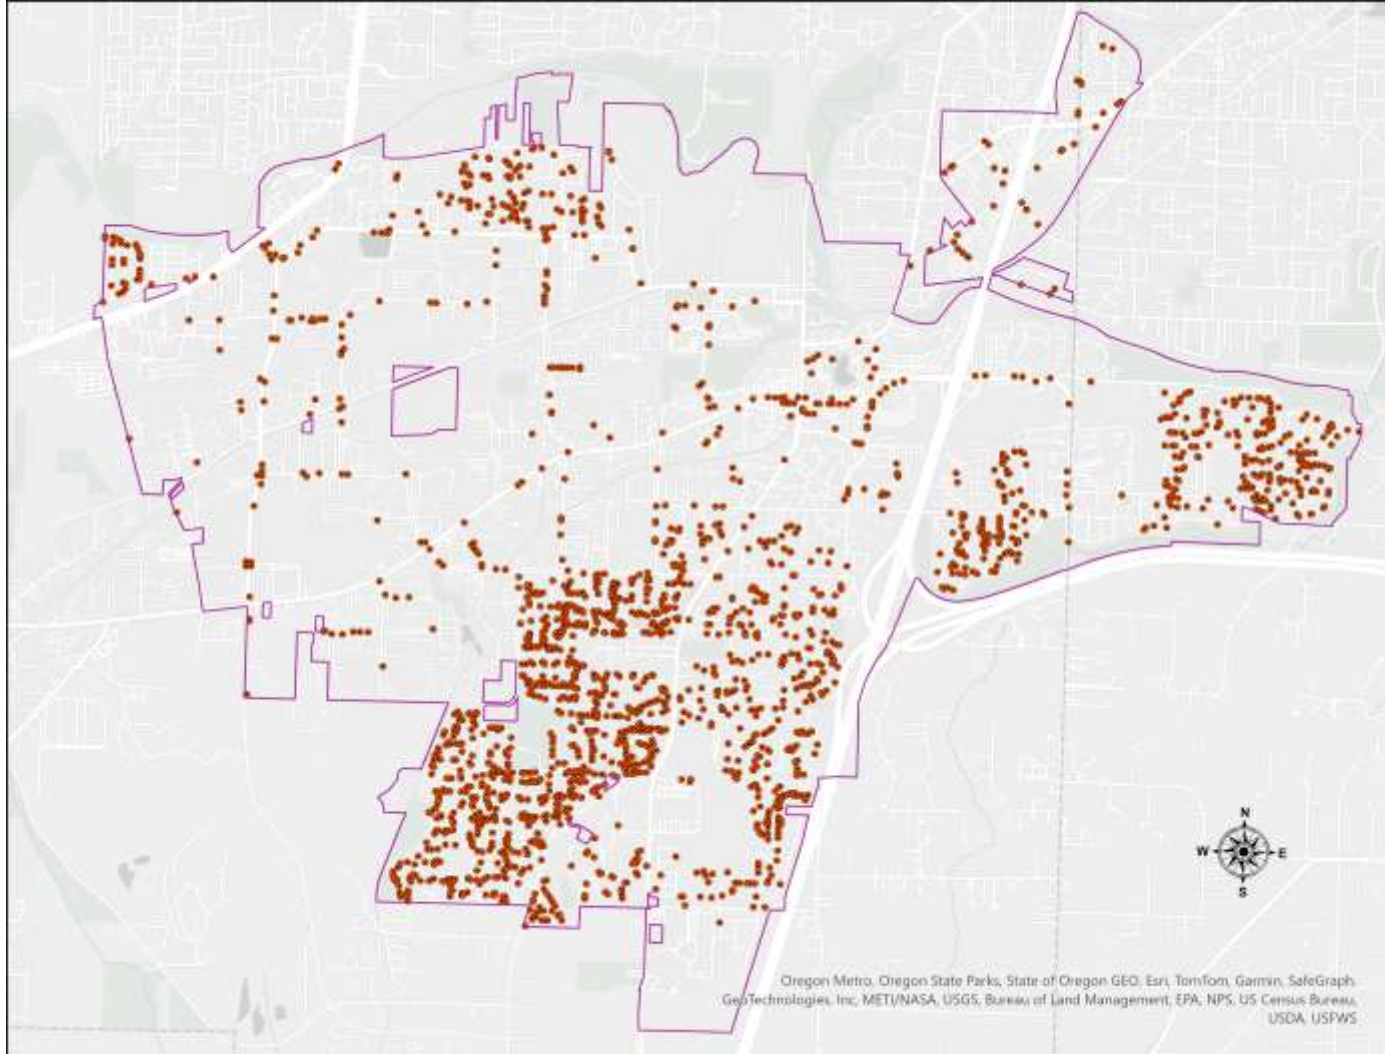 N
W E
S
Oregon Metro, Oregon State Parks, State of Oregon GEO, Esri, TomTom, Garmin, SafeGraph,
GeoTechnologies, Inc, METI/NASA, USGS, Bureau of Land Management, EPA, NPS, US Census Bureau,
USDA, USFWS